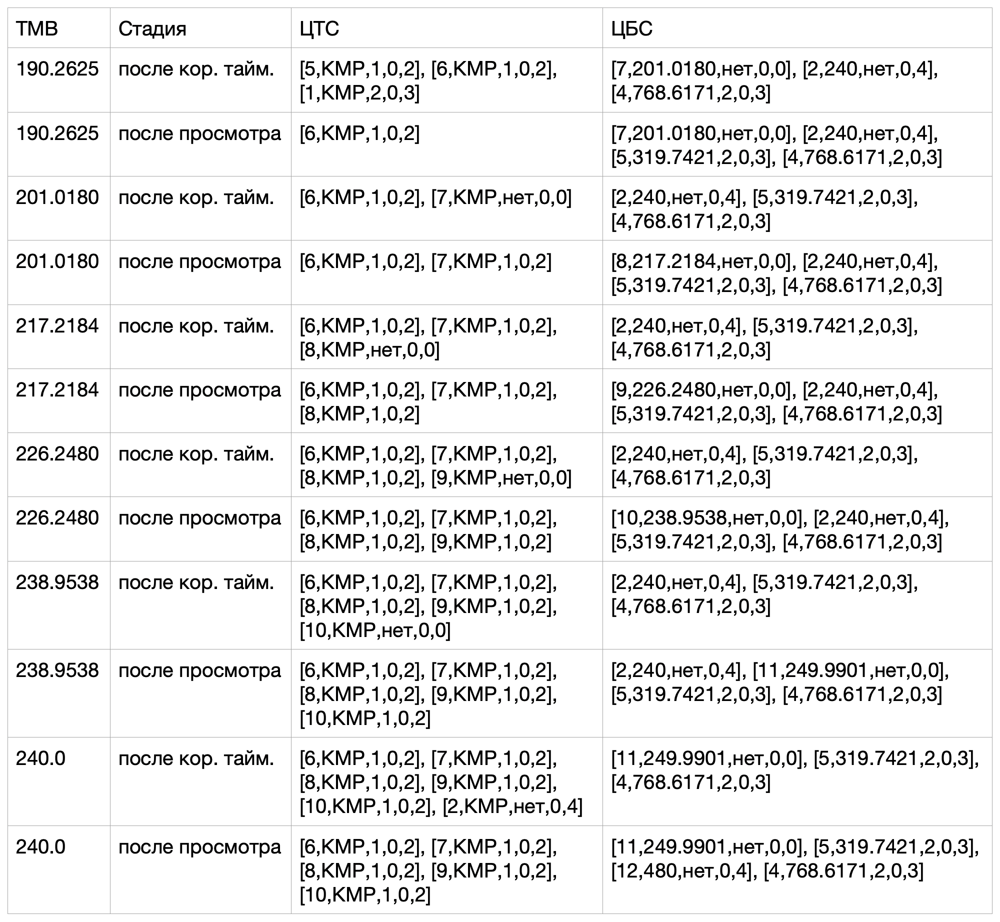 ТМВ Стадия ЦТС ЦБС
190.2625 после кор. тайм. [5,КМР,1,0,2], [6,КМР,1,0,2], [7,201.0180,нет,0,0], [2,240,нет,0,4],
[1,КМР,2,0,3] [4,768.6171,2,0,3]
190.2625 после просмотра [6,КМР,1,0,2] [7,201.0180,нет,0,0], [2,240,нет,0,4],
[5,319.7421,2,0,3], [4,768.6171,2,0,3]
201.0180 после кор. тайм. [6,КМР,1,0,2], [7,КМР,нет,0,0] [2,240,нет,0,4], [5,319.7421,2,0,3],
[4,768.6171,2,0,3]
201.0180 после просмотра [6,КМР,1,0,2], [7,КМР,1,0,2] [8,217.2184,нет,0,0], [2,240,нет,0,4],
[5,319.7421,2,0,3], [4,768.6171,2,0,3]
217.2184 после кор. тайм. [6,КМР,1,0,2], [7,КМР,1,0,2], [2,240,нет,0,4], [5,319.7421,2,0,3],
[8,КМР,нет,0,0] [4,768.6171,2,0,3]
217.2184 после просмотра [6,КМР,1,0,2], [7,КМР,1,0,2], [9,226.2480,нет,0,0], [2,240,нет,0,4],
[8,КМР,1,0,2] [5,319.7421,2,0,3], [4,768.6171,2,0,3]
226.2480 после кор. тайм. [6,КМР,1,0,2], [7,КМР,1,0,2], [2,240,нет,0,4], [5,319.7421,2,0,3],
[8,КМР,1,0,2], [9,КМР,нет,0,0] [4,768.6171,2,0,3]
226.2480 после просмотра [6,КМР,1,0,2], [7,КМР,1,0,2], [10,238.9538,нет,0,0], [2,240,нет,0,4],
[8,КМР,1,0,2], [9,КМР,1,0,2] [5,319.7421,2,0,3], [4,768.6171,2,0,3]
238.9538 после кор. тайм. [6,КМР,1,0,2], [7,КМР,1,0,2], [2,240,нет,0,4], [5,319.7421,2,0,3],
[8,КМР,1,0,2], [9,КМР,1,0,2], [4,768.6171,2,0,3]
[10,КМР,нет,0,0]
238.9538 после просмотра [6,КМР,1,0,2], [7,КМР,1,0,2], [2,240,нет,0,4], [11,249.9901,нет,0,0],
[8,КМР,1,0,2], [9,КМР,1,0,2], [5,319.7421,2,0,3], [4,768.6171,2,0,3]
[10,КМР,1,0,2]
240.0 после кор. тайм. [6,КМР,1,0,2], [7,КМР,1,0,2], [11,249.9901,нет,0,0], [5,319.7421,2,0,3],
[8,КМР,1,0,2], [9,КМР,1,0,2], [4,768.6171,2,0,3]
[10,КМР,1,0,2], [2,КМР,нет,0,4]
240.0 после просмотра [6,КМР,1,0,2], [7,КМР,1,0,2], [11,249.9901,нет,0,0], [5,319.7421,2,0,3],
[8,КМР,1,0,2], [9,КМР,1,0,2], [12,480,нет,0,4], [4,768.6171,2,0,3]
[10,КМР,1,0,2]